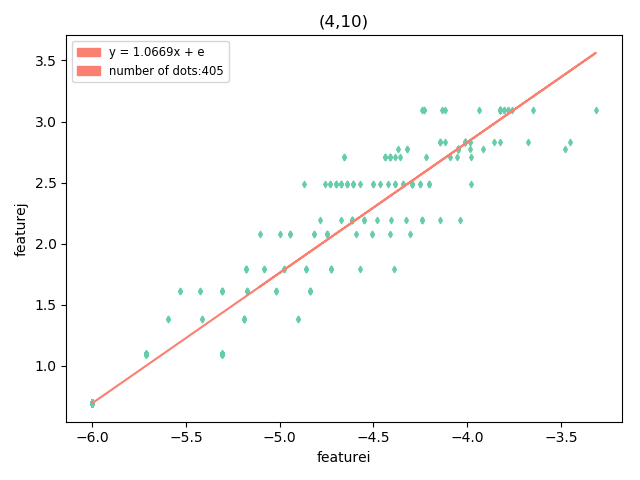 (4,10)
y = 1.0669x + e
number of dots:405
3.5
3.0
2.5
2.0
1.5
1.0
featurej
−6.0 −5.5 −5.0 −4.5 −4.0 −3.5
featurei